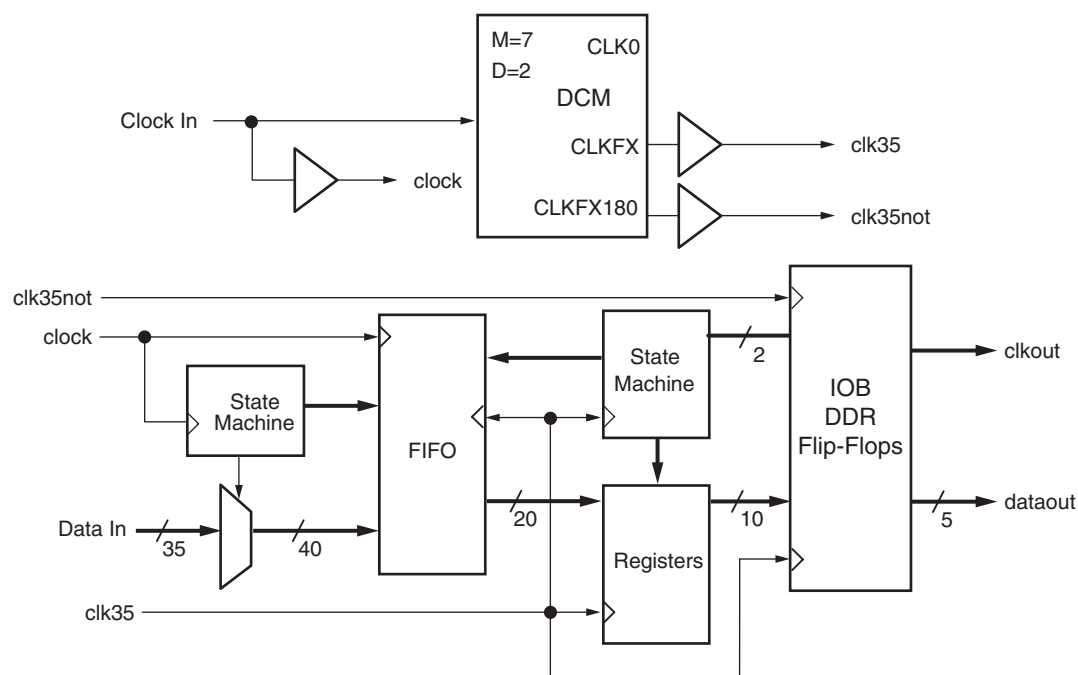 M=7
CLK0
D=2
DCM
Clock In
CLKFX
clk35
clock
CLKFX180
clk35not
clk35not
clock
State
Machine
FIFO
State
Machine
2
IOB
DDR
Flip-Flops
clkout
Data In
35
40
20
Registers
10
5
dataout
clk35